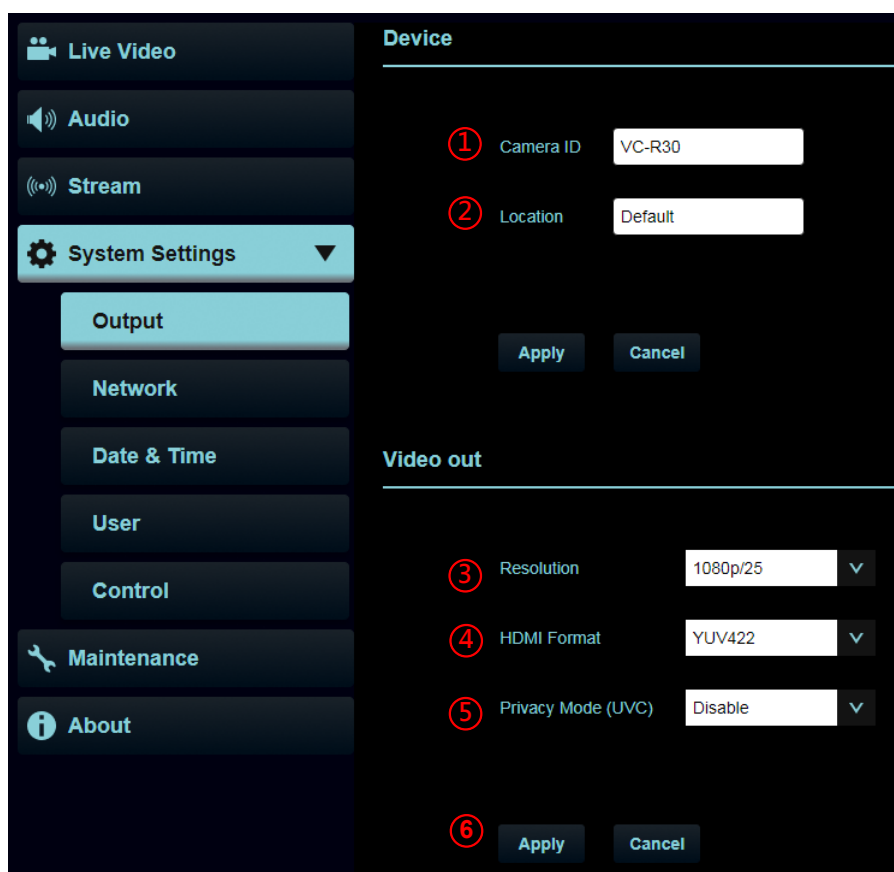 Live Video
Audio
Stream
System Settings
Output
Network
Date & Time
User
Control
Maintenance
About
Device
① Camera ID VC-R30
② Location Default
Apply Cancel
Video out
③ Resolution 1080p/25
④ HDMI Format YUV422
⑤ Privacy Mode (UVC) Disable
⑥ Apply Cancel